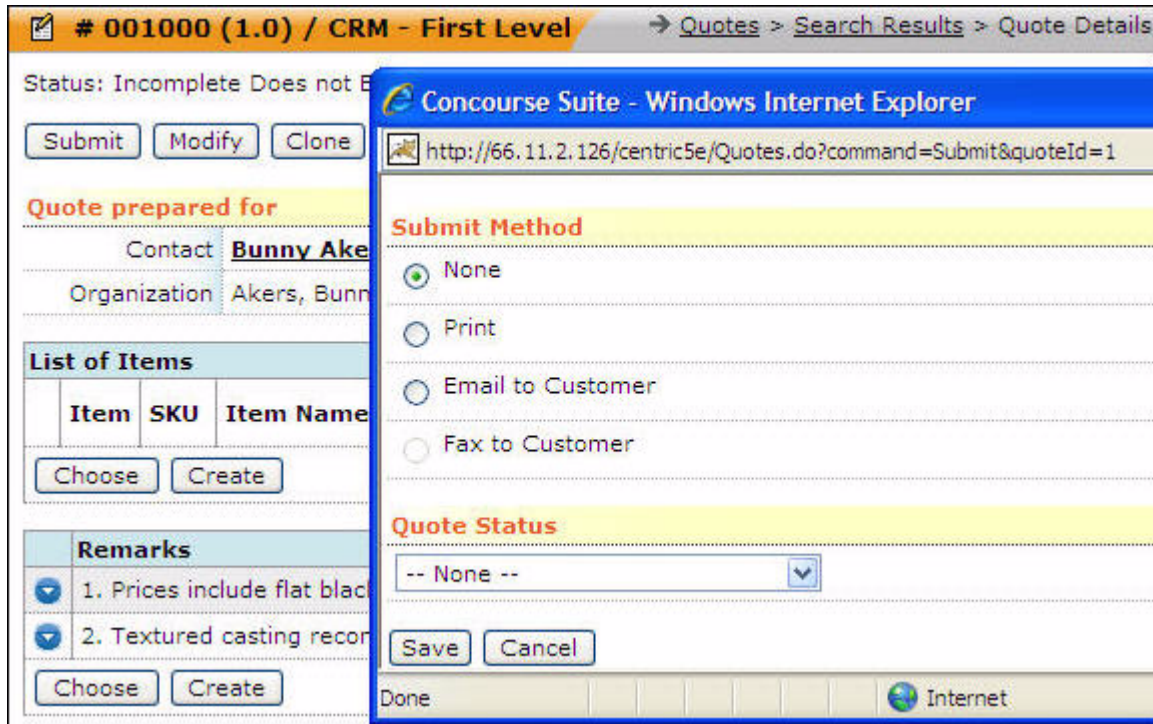 # 001000 (1.0) / CRM - First Level
→ Quotes > Search Results > Quote Details
Status: Incomplete Does not
Submit Modify Clone
Quote prepared for
Contact Bunny Ake
Organization Akers, Bunn
List of Items
Item SKU Item Name
Choose Create
Remarks
1. Prices include flat blac
2. Textured casting recon
Choose Create
Concourse Suite - Windows Internet Explorer
http://66.11.2.126/centric5e/Quotes.do?command=Submit&quoteId=1
Submit Method
None
Print
Email to Customer
Fax to Customer
Quote Status
-- None --
Save Cancel
Done
Internet